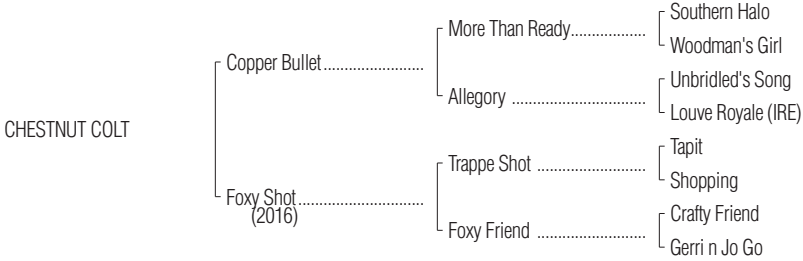 Southern Halo
More Than Ready..................
Woodman's Girl
Copper Bullet.......................
Unbridled's Song
Allegory ................................
Louve Royale (IRE)
CHESTNUT COLT
Tapit
Trappe Shot ..........................
Shopping
Foxy Shot.............................
(2016)
Crafty Friend
Foxy Friend ..........................
Gerri n Jo Go